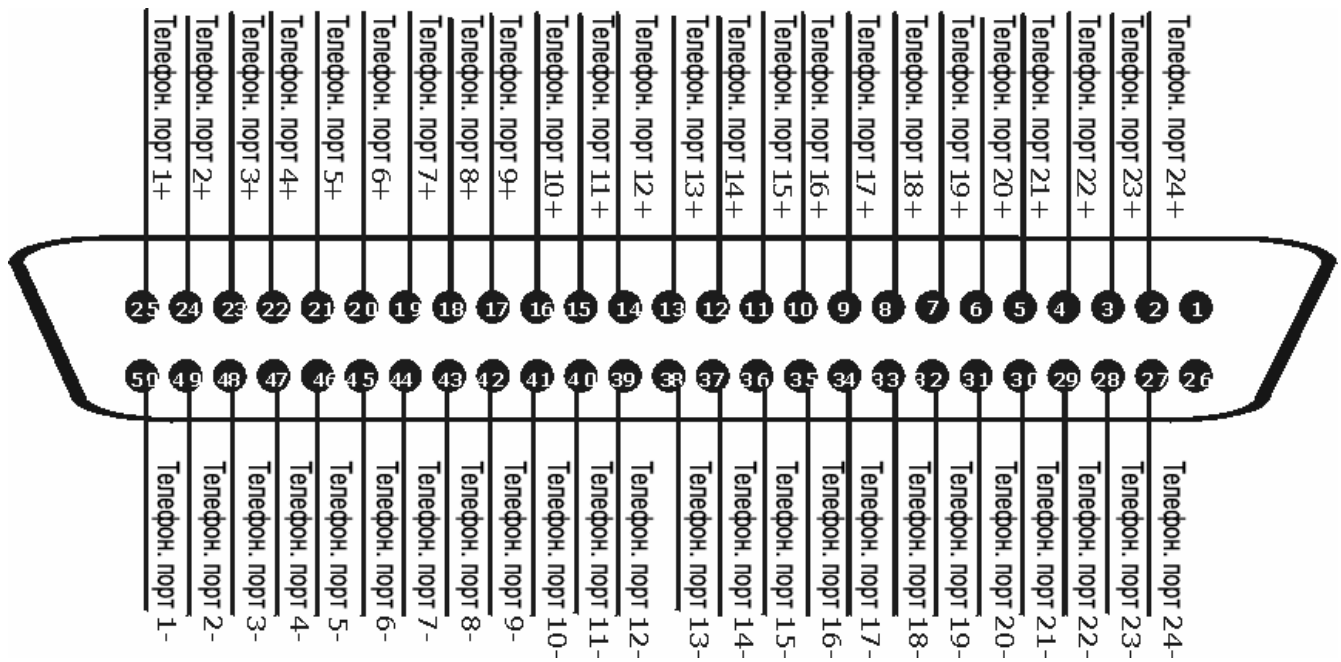 Телефон. порт 1+
Телефон. порт 2+
Телефон. порт 3+
Телефон. порт 4+
Телефон. порт 5+
Телефон. порт 6+
Телефон. порт 7+
Телефон. порт 8+
Телефон. порт 9+
Телефон. порт 10+
Телефон. порт 11+
Телефон. порт 12+
Телефон. порт 13+
Телефон. порт 14+
Телефон. порт 15+
Телефон. порт 16+
Телефон. порт 17+
Телефон. порт 18+
Телефон. порт 19+
Телефон. порт 20+
Телефон. порт 21+
Телефон. порт 22+
Телефон. порт 23+
Телефон. порт 24+
25 24 23 22 21 20 19 18 17 16 15 14 13 12 11 10 9 8 7 6 5 4 3 2 1
50 49 48 47 46 45 44 43 42 41 40 39 38 37 36 35 34 33 32 31 30 29 28 27 26
Телефон. порт 1-
Телефон. порт 2-
Телефон. порт 3-
Телефон. порт 4-
Телефон. порт 5-
Телефон. порт 6-
Телефон. порт 7-
Телефон. порт 8-
Телефон. порт 9-
Телефон. порт 10-
Телефон. порт 11-
Телефон. порт 12-
Телефон. порт 13-
Телефон. порт 14-
Телефон. порт 15-
Телефон. порт 16-
Телефон. порт 17-
Телефон. порт 18-
Телефон. порт 19-
Телефон. порт 20-
Телефон. порт 21-
Телефон. порт 22-
Телефон. порт 23-
Телефон. порт 24-